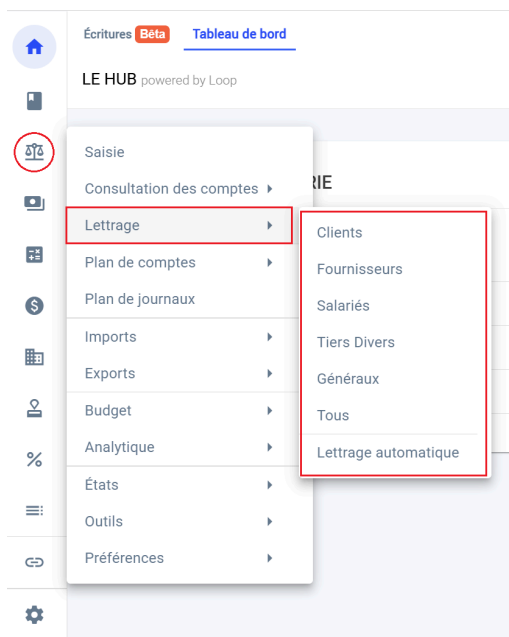 Écritures Bêta Tableau de bord
LE HUB powered by Loop
RIE
Saisie
Consultation des comptes
Lettrage
Plan de comptes
Plan de journaux
Imports
Exports
Budget
Analytique
États
Outils
Préférences
Clients
Fournisseurs
Salariés
Tiers Divers
Généraux
Tous
Lettrage automatique